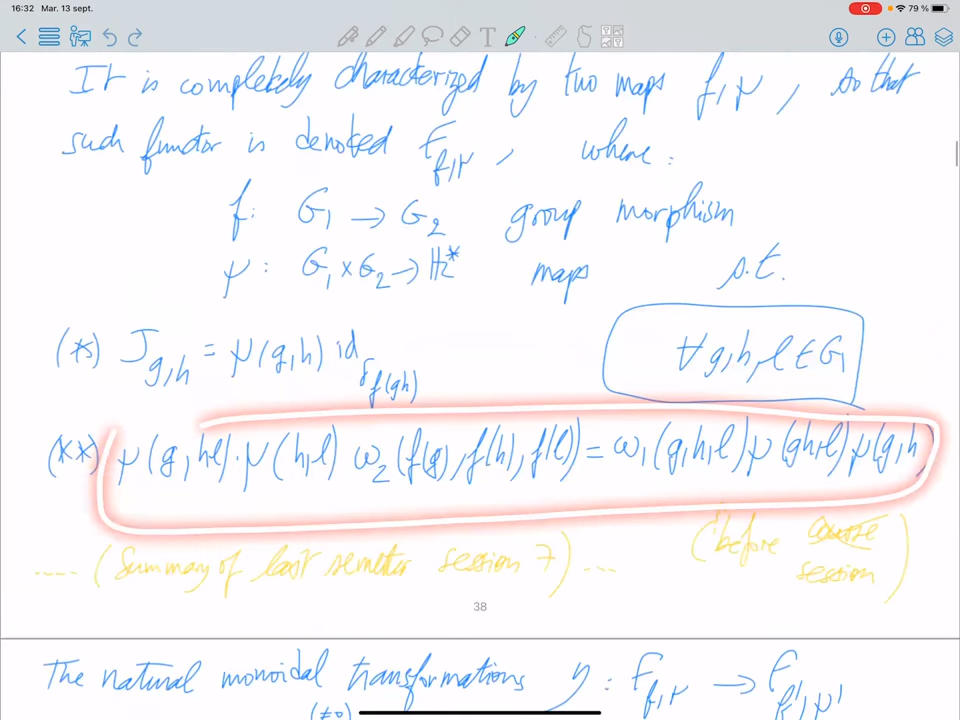 16:32 Mar. 13 sept.
79 %
It is completely characterized by two maps f, μ, so that
such functor is denoted F_{f,μ}, where:
f: G₁ → G₂ group morphism
μ: G₁ × G₂ → 𝕜* maps s.t.
(*) J_{g,h} = μ(g,h) id_{δ_{f(gh)}}
∀ g, h, l ∈ G₁
(**) μ(g, hl) · μ(h,l) ω₂(f(g), f(h), f(l)) = ω₁(g,h,l) μ(gh,l) μ(g,h)
..... (Summary of last semester session 7) ...
(before session)
38
The natural monoidal transformations η: F_{f,μ} → F_{f',μ'}
(≠0)